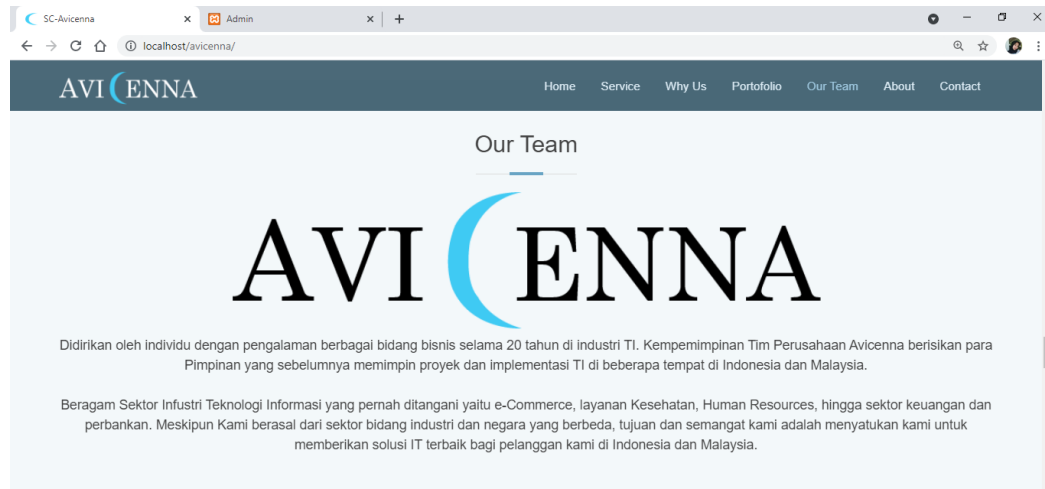 SC-Avicenna
Admin
localhost/avicenna/
AVICENNA
Home Service Why Us Portofolio Our Team About Contact
Our Team
AVICENNA
Didirikan oleh individu dengan pengalaman berbagai bidang bisnis selama 20 tahun di industri TI. Kempemimpinan Tim Perusahaan Avicenna berisikan para
Pimpinan yang sebelumnya memimpin proyek dan implementasi TI di beberapa tempat di Indonesia dan Malaysia.
Beragam Sektor Infustri Teknologi Informasi yang pernah ditangani yaitu e-Commerce, layanan Kesehatan, Human Resources, hingga sektor keuangan dan
perbankan. Meskipun Kami berasal dari sektor bidang industri dan negara yang berbeda, tujuan dan semangat kami adalah menyatukan kami untuk
memberikan solusi IT terbaik bagi pelanggan kami di Indonesia dan Malaysia.